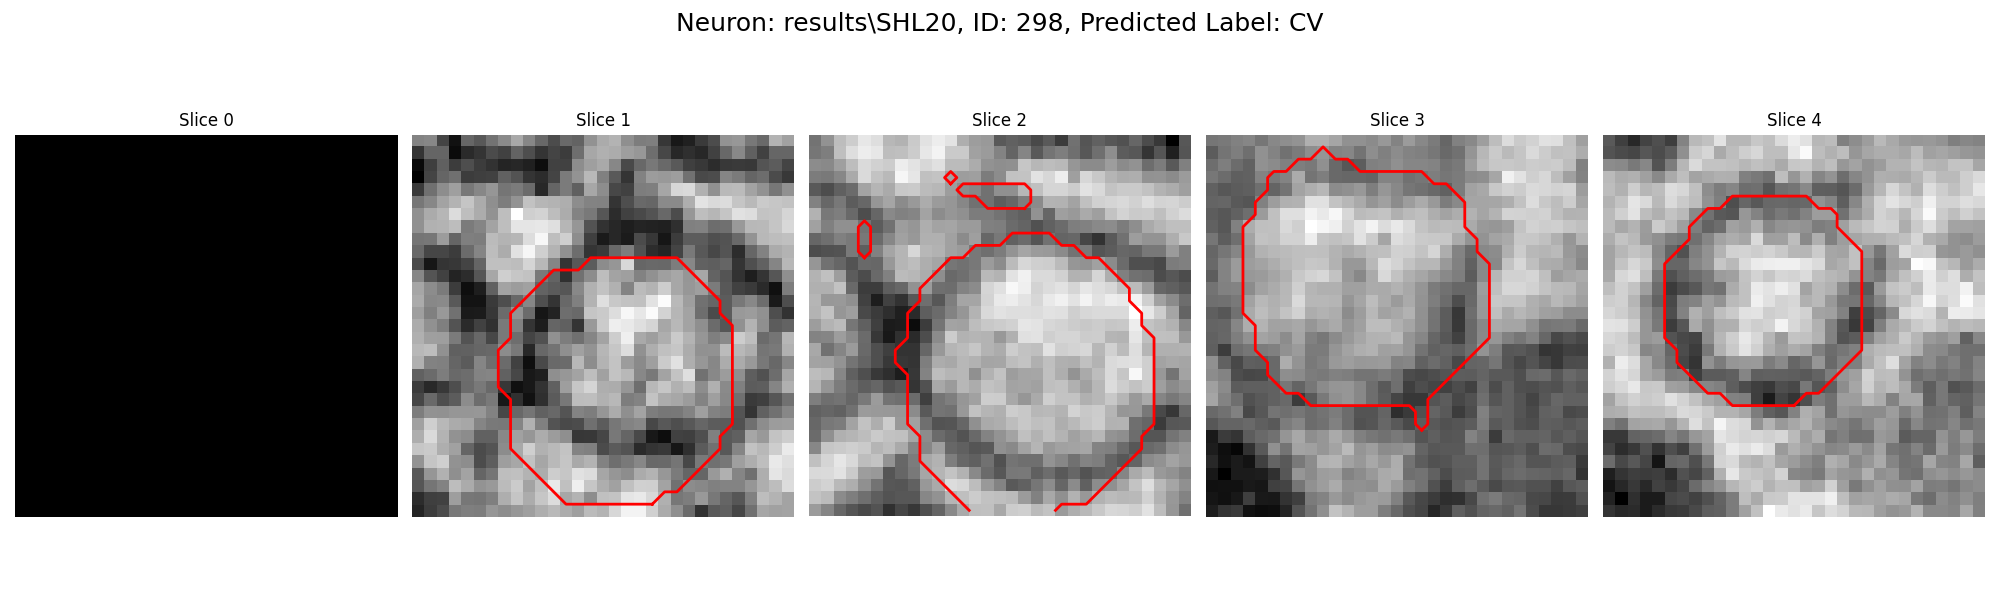 Neuron: results\SHL20, ID: 298, Predicted Label: CV
Slice 0
Slice 1
Slice 2
Slice 3
Slice 4